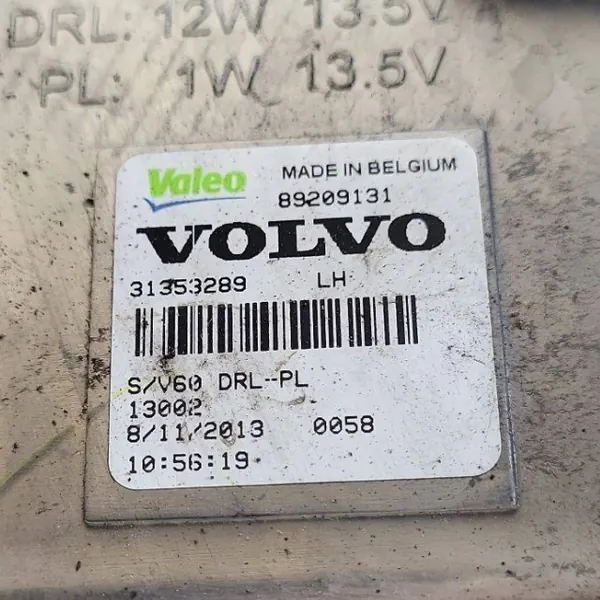 DRL: 12W 13.5V
PL: 1W 13.5V
Valeo MADE IN BELGIUM
89209131
VOLVO
31353289 LH
S/V60 DRL--PL
13002
8/11/2013 0058
10:56:19